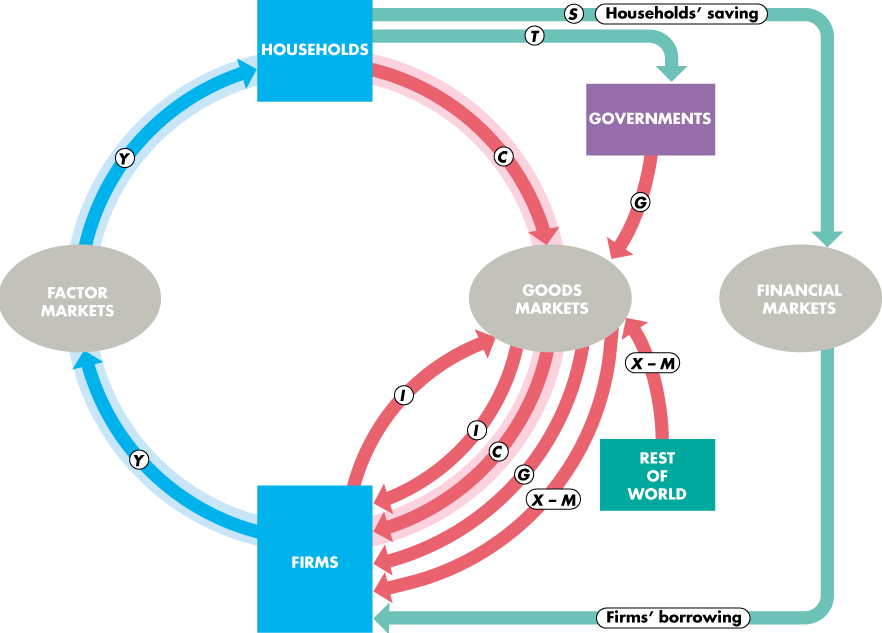 S
Households' saving
T
HOUSEHOLDS
GOVERNMENTS
Y
C
G
FACTOR
MARKETS
GOODS
MARKETS
FINANCIAL
MARKETS
X – M
I
I
C
Y
G
X – M
REST
OF
WORLD
FIRMS
Firms' borrowing